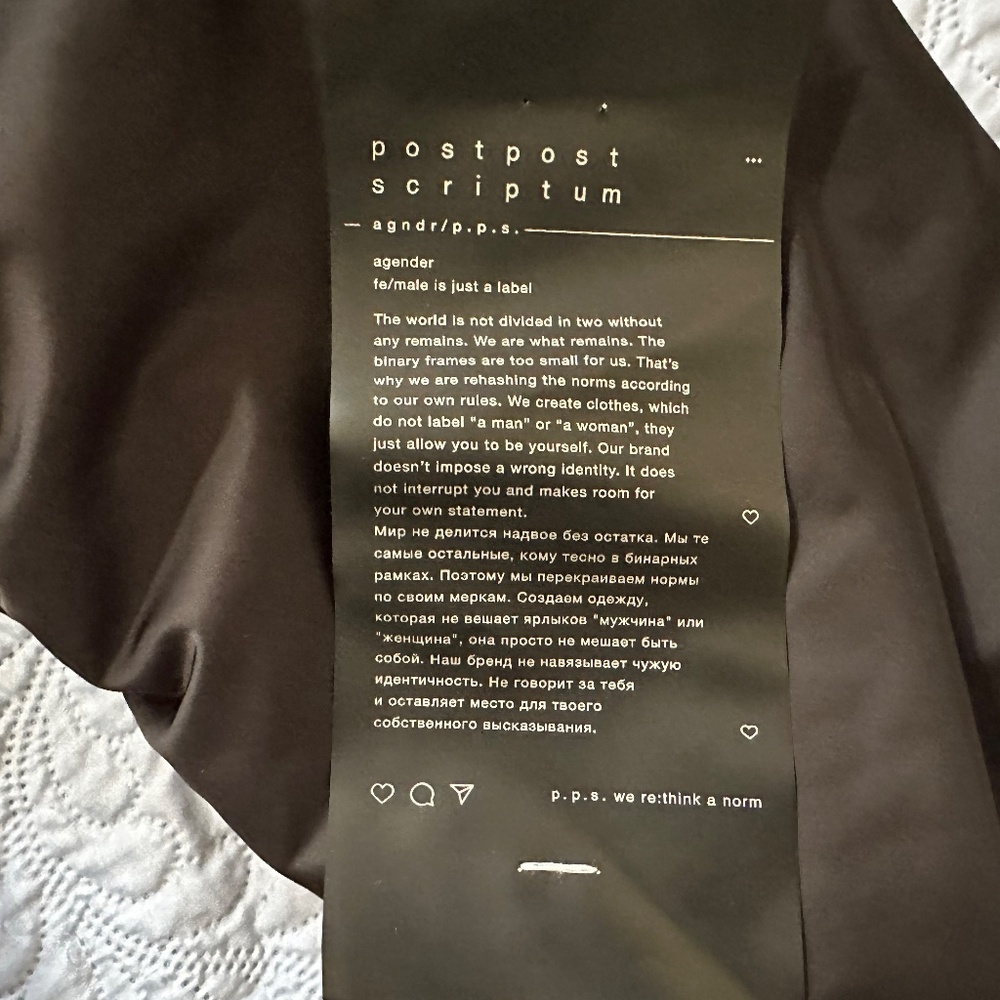 postpost
scriptum
agndr/p.p.s.
agender
fe/male is just a label
The world is not divided in two without
any remains. We are what remains. The
binary frames are too small for us. That's
why we are rehashing the norms according
to our own rules. We create clothes, which
do not label "a man" or "a woman", they
just allow you to be yourself. Our brand
doesn't impose a wrong identity. It does
not interrupt you and makes room for
your own statement.
Мир не делится надвое без остатка. Мы те
самые остальные, кому тесно в бинарных
рамках. Поэтому мы перекраиваем нормы
по своим меркам. Создаем одежду,
которая не вешает ярлыков "мужчина" или
"женщина", она просто не мешает быть
собой. Наш бренд не навязывает чужую
идентичность. Не говорит за тебя
и оставляет место для твоего
собственного высказывания.
p.p.s. we re:think a norm